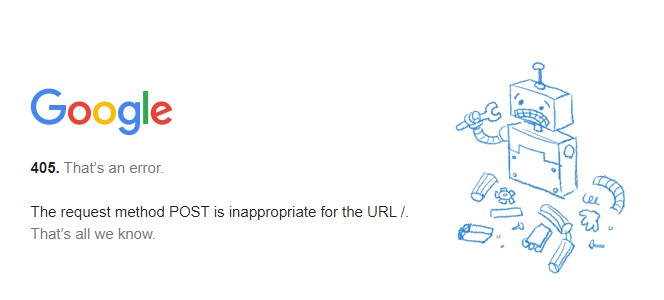 Google
405. That’s an error.
The request method POST is inappropriate for the URL /.
That’s all we know.